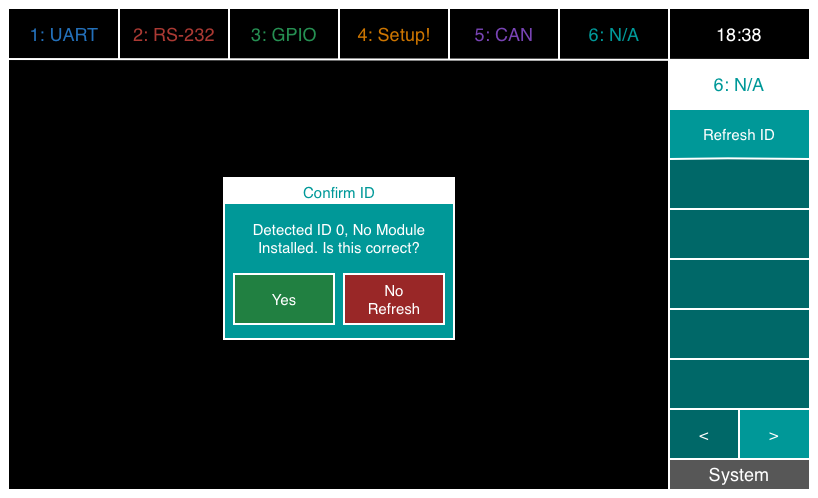 1: UART
2: RS-232
3: GPIO
4: Setup!
5: CAN
6: N/A
18:38
6: N/A
Refresh ID
Confirm ID
Detected ID 0, No Module
Installed. Is this correct?
Yes
No
Refresh
<
>
System